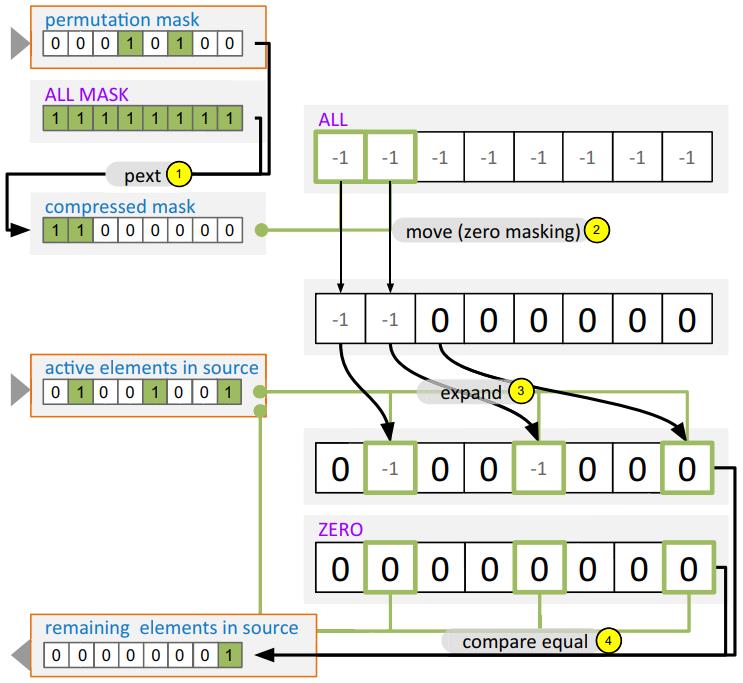 permutation mask
0 0 0 1 0 1 0 0
ALL MASK
1 1 1 1 1 1 1 1
ALL
-1 -1 -1 -1 -1 -1 -1 -1
pext 1
compressed mask
1 1 0 0 0 0 0 0
move (zero masking) 2
-1 -1 0 0 0 0 0 0
active elements in source
0 1 0 0 1 0 0 1
expand 3
0 -1 0 0 -1 0 0 0
ZERO
0 0 0 0 0 0 0 0
remaining elements in source
0 0 0 0 0 0 0 1
compare equal 4